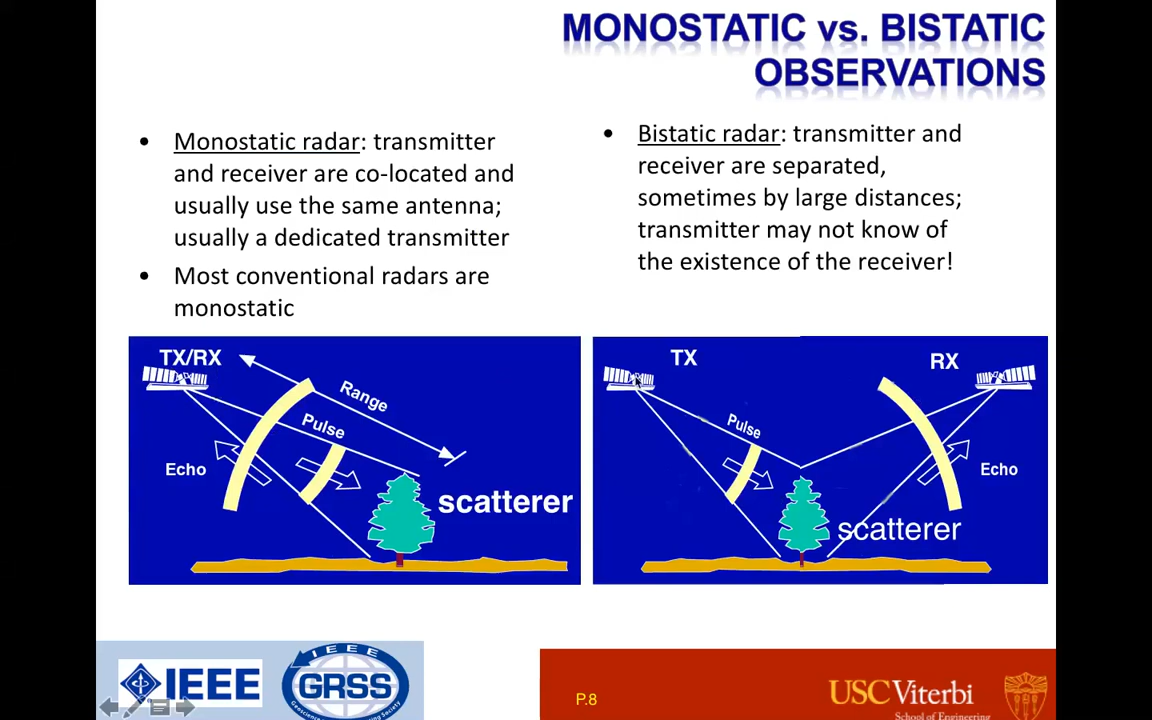 MONOSTATIC vs. BISTATIC
OBSERVATIONS
• Monostatic radar: transmitter
and receiver are co-located and
usually use the same antenna;
usually a dedicated transmitter
• Most conventional radars are
monostatic
• Bistatic radar: transmitter and
receiver are separated,
sometimes by large distances;
transmitter may not know of
the existence of the receiver!
TX/RX
Range
Pulse
Echo
scatterer
TX
RX
Pulse
Echo
scatterer
IEEE
IEEE
GRSS
P.8
USC Viterbi
School of Engineering